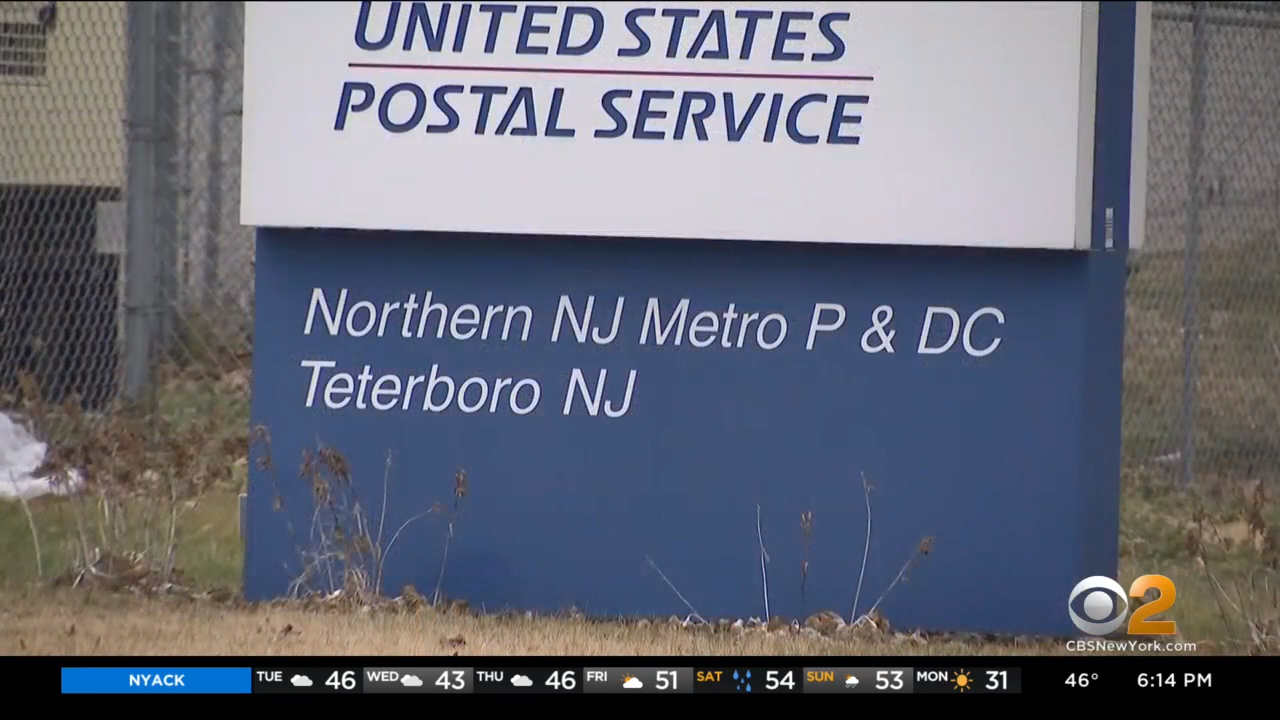 UNITED STATES
POSTAL SERVICE
Northern NJ Metro P & DC
Teterboro NJ
2
CBSNewYork.com
NYACK TUE 46 WED 43 THU 46 FRI 51 SAT 54 SUN 53 MON 31 46° 6:14 PM